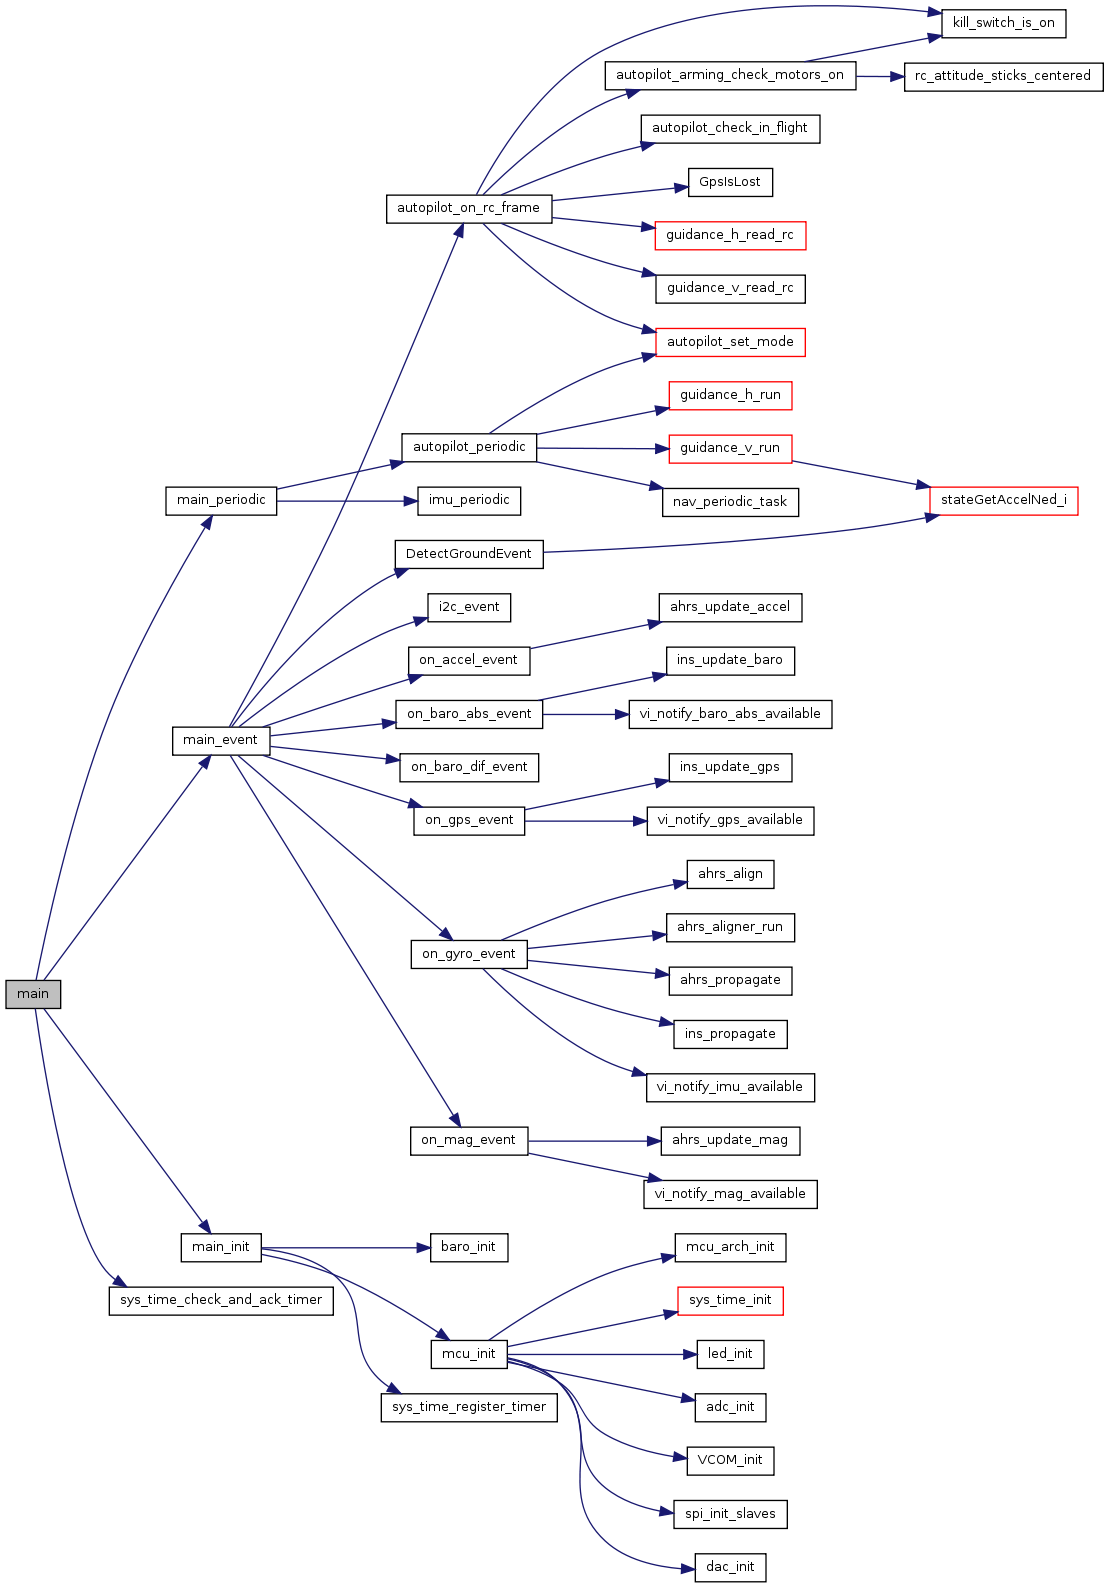 kill_switch_is_on
autopilot_arming_check_motors_on
rc_attitude_sticks_centered
autopilot_check_in_flight
GpsIsLost
autopilot_on_rc_frame
guidance_h_read_rc
guidance_v_read_rc
autopilot_set_mode
guidance_h_run
autopilot_periodic
guidance_v_run
main_periodic
imu_periodic
nav_periodic_task
stateGetAccelNed_i
DetectGroundEvent
i2c_event
ahrs_update_accel
on_accel_event
ins_update_baro
on_baro_abs_event
vi_notify_baro_abs_available
main_event
on_baro_dif_event
ins_update_gps
on_gps_event
vi_notify_gps_available
ahrs_align
ahrs_aligner_run
on_gyro_event
ahrs_propagate
main
ins_propagate
vi_notify_imu_available
on_mag_event
ahrs_update_mag
vi_notify_mag_available
main_init
baro_init
mcu_arch_init
sys_time_check_and_ack_timer
sys_time_init
mcu_init
led_init
sys_time_register_timer
adc_init
VCOM_init
spi_init_slaves
dac_init